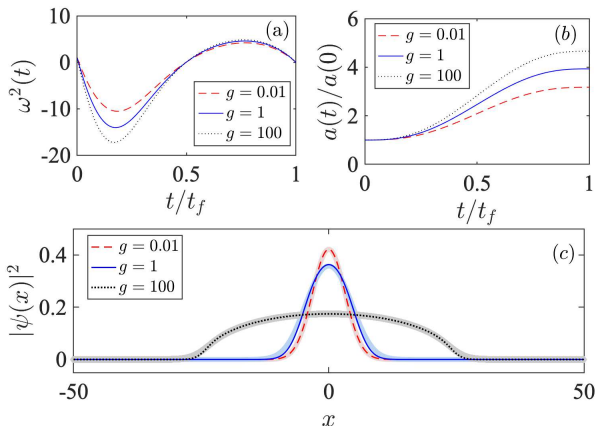 (a)
10
0
-10
-20
ω²(t)
g = 0.01
g = 1
g = 100
0
0.5
1
t/t_f
(b)
6
4
2
0
a(t)/a(0)
g = 0.01
g = 1
g = 100
0
0.5
1
t/t_f
(c)
0.4
0.2
0
|ψ(x)|²
g = 0.01
g = 1
g = 100
-50
0
50
x